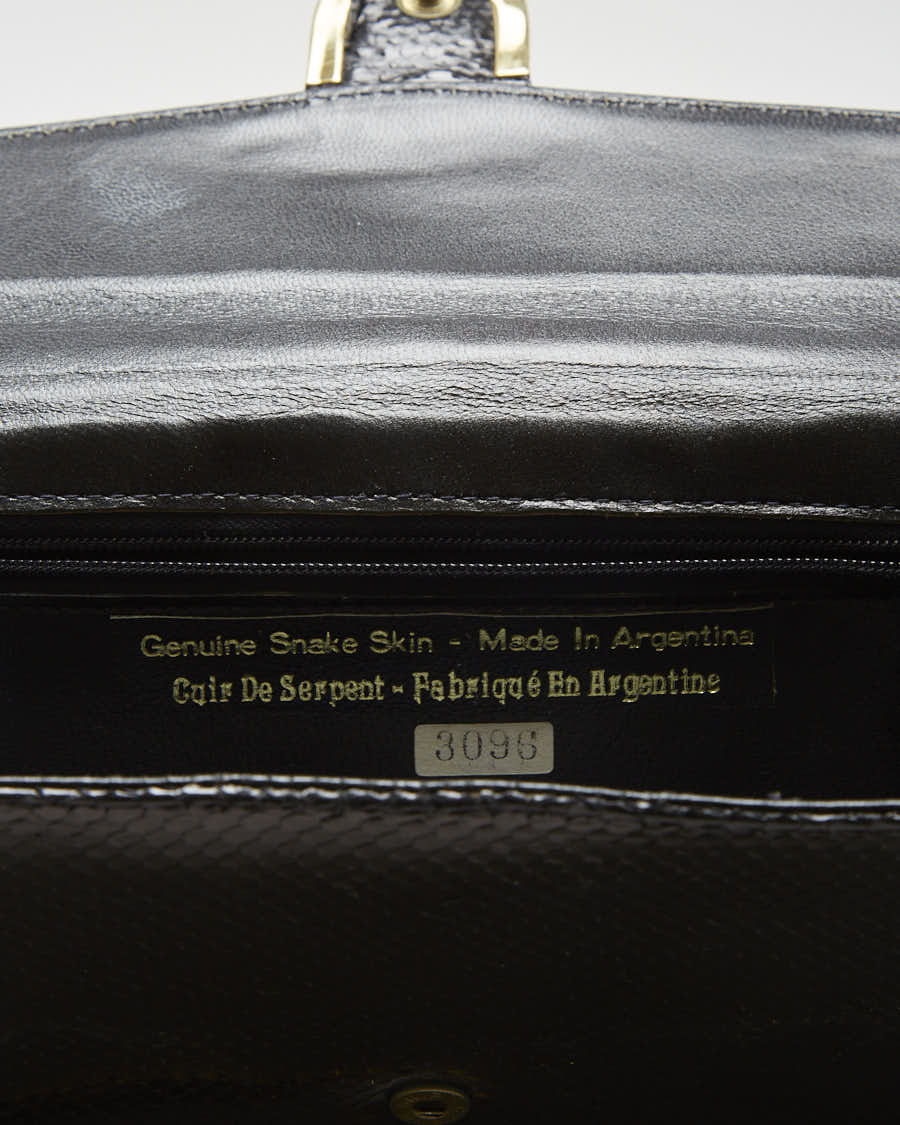 Genuine Snake Skin - Made In Argentina
Cuir De Serpent - Fabriqué En Argentine
3096